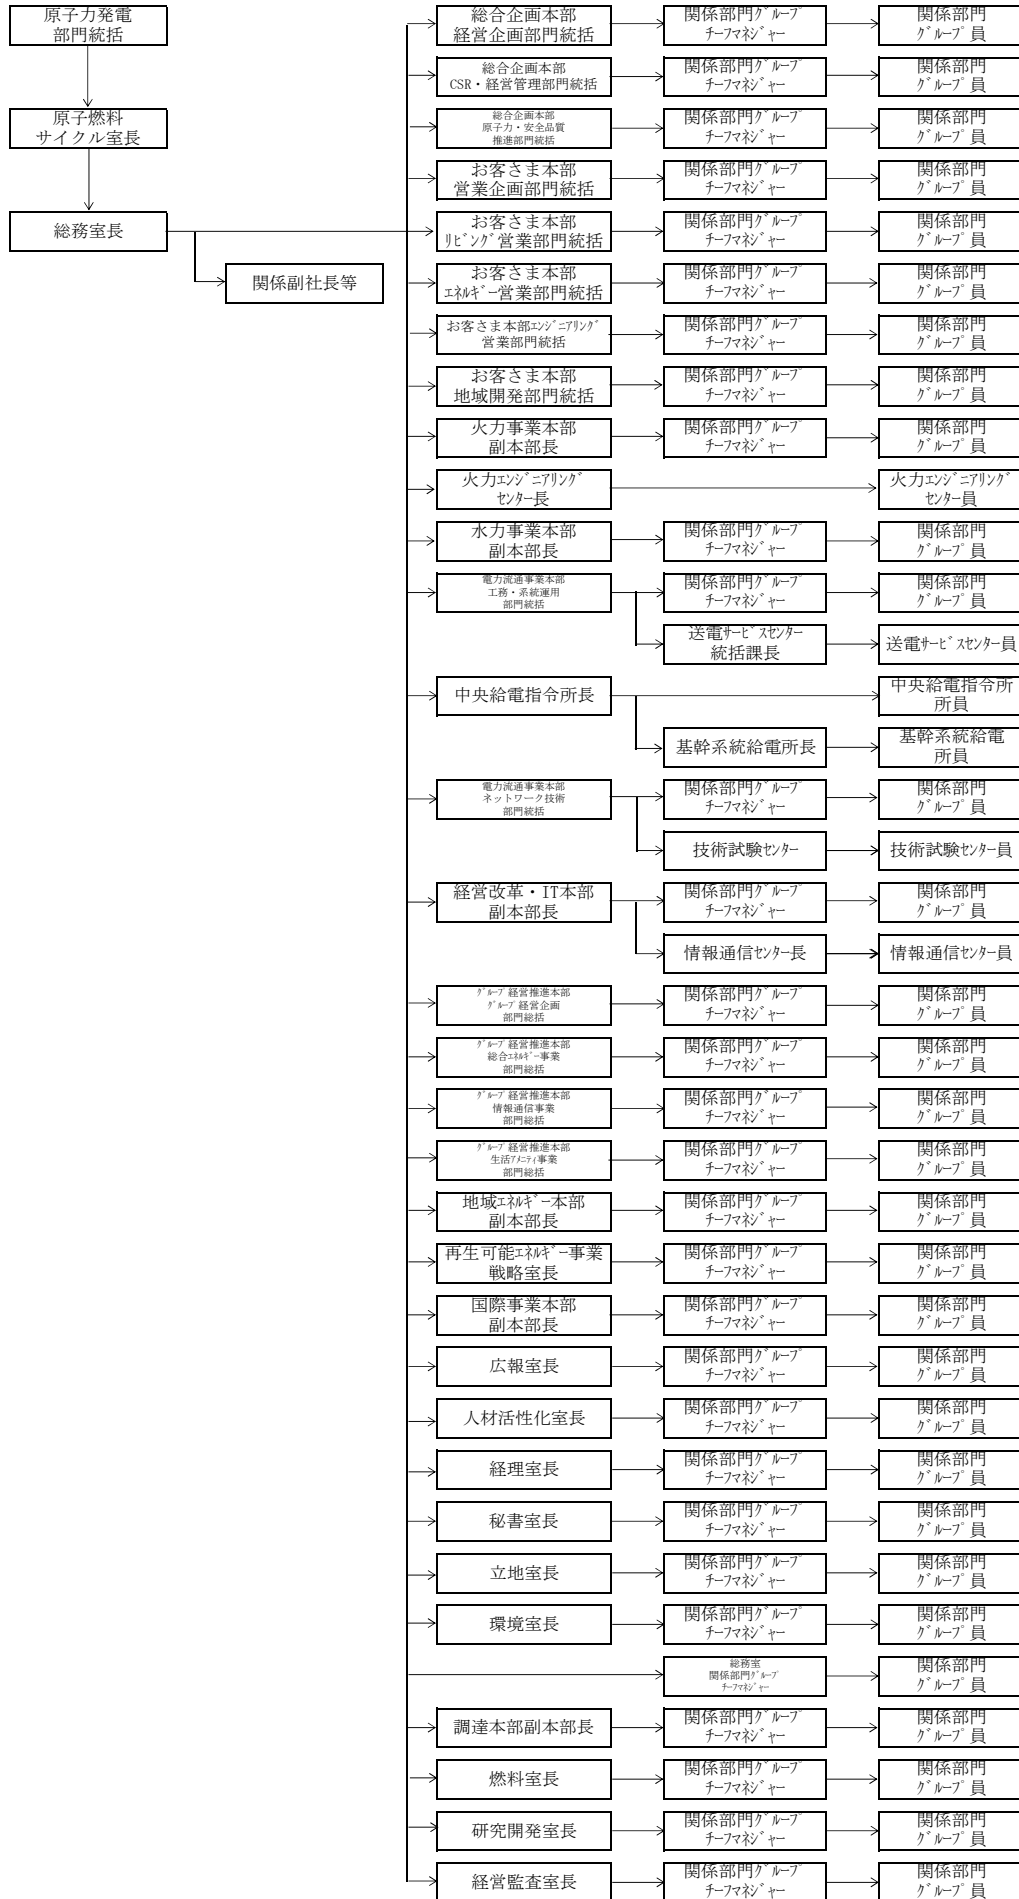 原子力発電
部門統括
原子燃料
サイクル室長
総務室長
関係副社長等
総合企画本部
経営企画部門統括
関係部門ｸﾞﾙｰﾌﾟ
ﾁｰﾌﾏﾈｼﾞｬｰ
関係部門
ｸﾞﾙｰﾌﾟ員
総合企画本部
CSR・経営管理部門統括
関係部門ｸﾞﾙｰﾌﾟ
ﾁｰﾌﾏﾈｼﾞｬｰ
関係部門
ｸﾞﾙｰﾌﾟ員
総合企画本部
原子力・安全品質
推進部門統括
関係部門ｸﾞﾙｰﾌﾟ
ﾁｰﾌﾏﾈｼﾞｬｰ
関係部門
ｸﾞﾙｰﾌﾟ員
お客さま本部
営業企画部門統括
関係部門ｸﾞﾙｰﾌﾟ
ﾁｰﾌﾏﾈｼﾞｬｰ
関係部門
ｸﾞﾙｰﾌﾟ員
お客さま本部
ﾘﾋﾞﾝｸﾞ営業部門統括
関係部門ｸﾞﾙｰﾌﾟ
ﾁｰﾌﾏﾈｼﾞｬｰ
関係部門
ｸﾞﾙｰﾌﾟ員
お客さま本部
ｴﾈﾙｷﾞｰ営業部門統括
関係部門ｸﾞﾙｰﾌﾟ
ﾁｰﾌﾏﾈｼﾞｬｰ
関係部門
ｸﾞﾙｰﾌﾟ員
お客さま本部ｴﾝｼﾞﾆｱﾘﾝｸﾞ
営業部門統括
関係部門ｸﾞﾙｰﾌﾟ
ﾁｰﾌﾏﾈｼﾞｬｰ
関係部門
ｸﾞﾙｰﾌﾟ員
お客さま本部
地域開発部門統括
関係部門ｸﾞﾙｰﾌﾟ
ﾁｰﾌﾏﾈｼﾞｬｰ
関係部門
ｸﾞﾙｰﾌﾟ員
火力事業本部
副本部長
関係部門ｸﾞﾙｰﾌﾟ
ﾁｰﾌﾏﾈｼﾞｬｰ
関係部門
ｸﾞﾙｰﾌﾟ員
火力ｴﾝｼﾞﾆｱﾘﾝｸﾞ
ｾﾝﾀｰ長
火力ｴﾝｼﾞﾆｱﾘﾝｸﾞ
ｾﾝﾀｰ員
水力事業本部
副本部長
関係部門ｸﾞﾙｰﾌﾟ
ﾁｰﾌﾏﾈｼﾞｬｰ
関係部門
ｸﾞﾙｰﾌﾟ員
電力流通事業本部
工務・系統運用
部門統括
関係部門ｸﾞﾙｰﾌﾟ
ﾁｰﾌﾏﾈｼﾞｬｰ
関係部門
ｸﾞﾙｰﾌﾟ員
送電ｻｰﾋﾞｽｾﾝﾀｰ
統括課長
送電ｻｰﾋﾞｽｾﾝﾀｰ員
中央給電指令所長
中央給電指令所
所員
基幹系統給電所長
基幹系統給電
所員
電力流通事業本部
ネットワーク技術
部門統括
関係部門ｸﾞﾙｰﾌﾟ
ﾁｰﾌﾏﾈｼﾞｬｰ
関係部門
ｸﾞﾙｰﾌﾟ員
技術試験ｾﾝﾀｰ
技術試験ｾﾝﾀｰ員
経営改革・IT本部
副本部長
関係部門ｸﾞﾙｰﾌﾟ
ﾁｰﾌﾏﾈｼﾞｬｰ
関係部門
ｸﾞﾙｰﾌﾟ員
情報通信ｾﾝﾀｰ長
情報通信ｾﾝﾀｰ員
ｸﾞﾙｰﾌﾟ経営推進本部
ｸﾞﾙｰﾌﾟ経営企画
部門総括
関係部門ｸﾞﾙｰﾌﾟ
ﾁｰﾌﾏﾈｼﾞｬｰ
関係部門
ｸﾞﾙｰﾌﾟ員
ｸﾞﾙｰﾌﾟ経営推進本部
総合ｴﾈﾙｷﾞｰ事業
部門総括
関係部門ｸﾞﾙｰﾌﾟ
ﾁｰﾌﾏﾈｼﾞｬｰ
関係部門
ｸﾞﾙｰﾌﾟ員
ｸﾞﾙｰﾌﾟ経営推進本部
情報通信事業
部門総括
関係部門ｸﾞﾙｰﾌﾟ
ﾁｰﾌﾏﾈｼﾞｬｰ
関係部門
ｸﾞﾙｰﾌﾟ員
ｸﾞﾙｰﾌﾟ経営推進本部
生活ｱﾒﾆﾃｨ事業
部門総括
関係部門ｸﾞﾙｰﾌﾟ
ﾁｰﾌﾏﾈｼﾞｬｰ
関係部門
ｸﾞﾙｰﾌﾟ員
地域ｴﾈﾙｷﾞｰ本部
副本部長
関係部門ｸﾞﾙｰﾌﾟ
ﾁｰﾌﾏﾈｼﾞｬｰ
関係部門
ｸﾞﾙｰﾌﾟ員
再生可能ｴﾈﾙｷﾞｰ事業
戦略室長
関係部門ｸﾞﾙｰﾌﾟ
ﾁｰﾌﾏﾈｼﾞｬｰ
関係部門
ｸﾞﾙｰﾌﾟ員
国際事業本部
副本部長
関係部門ｸﾞﾙｰﾌﾟ
ﾁｰﾌﾏﾈｼﾞｬｰ
関係部門
ｸﾞﾙｰﾌﾟ員
広報室長
関係部門ｸﾞﾙｰﾌﾟ
ﾁｰﾌﾏﾈｼﾞｬｰ
関係部門
ｸﾞﾙｰﾌﾟ員
人材活性化室長
関係部門ｸﾞﾙｰﾌﾟ
ﾁｰﾌﾏﾈｼﾞｬｰ
関係部門
ｸﾞﾙｰﾌﾟ員
経理室長
関係部門ｸﾞﾙｰﾌﾟ
ﾁｰﾌﾏﾈｼﾞｬｰ
関係部門
ｸﾞﾙｰﾌﾟ員
秘書室長
関係部門ｸﾞﾙｰﾌﾟ
ﾁｰﾌﾏﾈｼﾞｬｰ
関係部門
ｸﾞﾙｰﾌﾟ員
立地室長
関係部門ｸﾞﾙｰﾌﾟ
ﾁｰﾌﾏﾈｼﾞｬｰ
関係部門
ｸﾞﾙｰﾌﾟ員
環境室長
関係部門ｸﾞﾙｰﾌﾟ
ﾁｰﾌﾏﾈｼﾞｬｰ
関係部門
ｸﾞﾙｰﾌﾟ員
総務室
関係部門ｸﾞﾙｰﾌﾟ
ﾁｰﾌﾏﾈｼﾞｬｰ
関係部門
ｸﾞﾙｰﾌﾟ員
調達本部副本部長
関係部門ｸﾞﾙｰﾌﾟ
ﾁｰﾌﾏﾈｼﾞｬｰ
関係部門
ｸﾞﾙｰﾌﾟ員
燃料室長
関係部門ｸﾞﾙｰﾌﾟ
ﾁｰﾌﾏﾈｼﾞｬｰ
関係部門
ｸﾞﾙｰﾌﾟ員
研究開発室長
関係部門ｸﾞﾙｰﾌﾟ
ﾁｰﾌﾏﾈｼﾞｬｰ
関係部門
ｸﾞﾙｰﾌﾟ員
経営監査室長
関係部門ｸﾞﾙｰﾌﾟ
ﾁｰﾌﾏﾈｼﾞｬｰ
関係部門
ｸﾞﾙｰﾌﾟ員